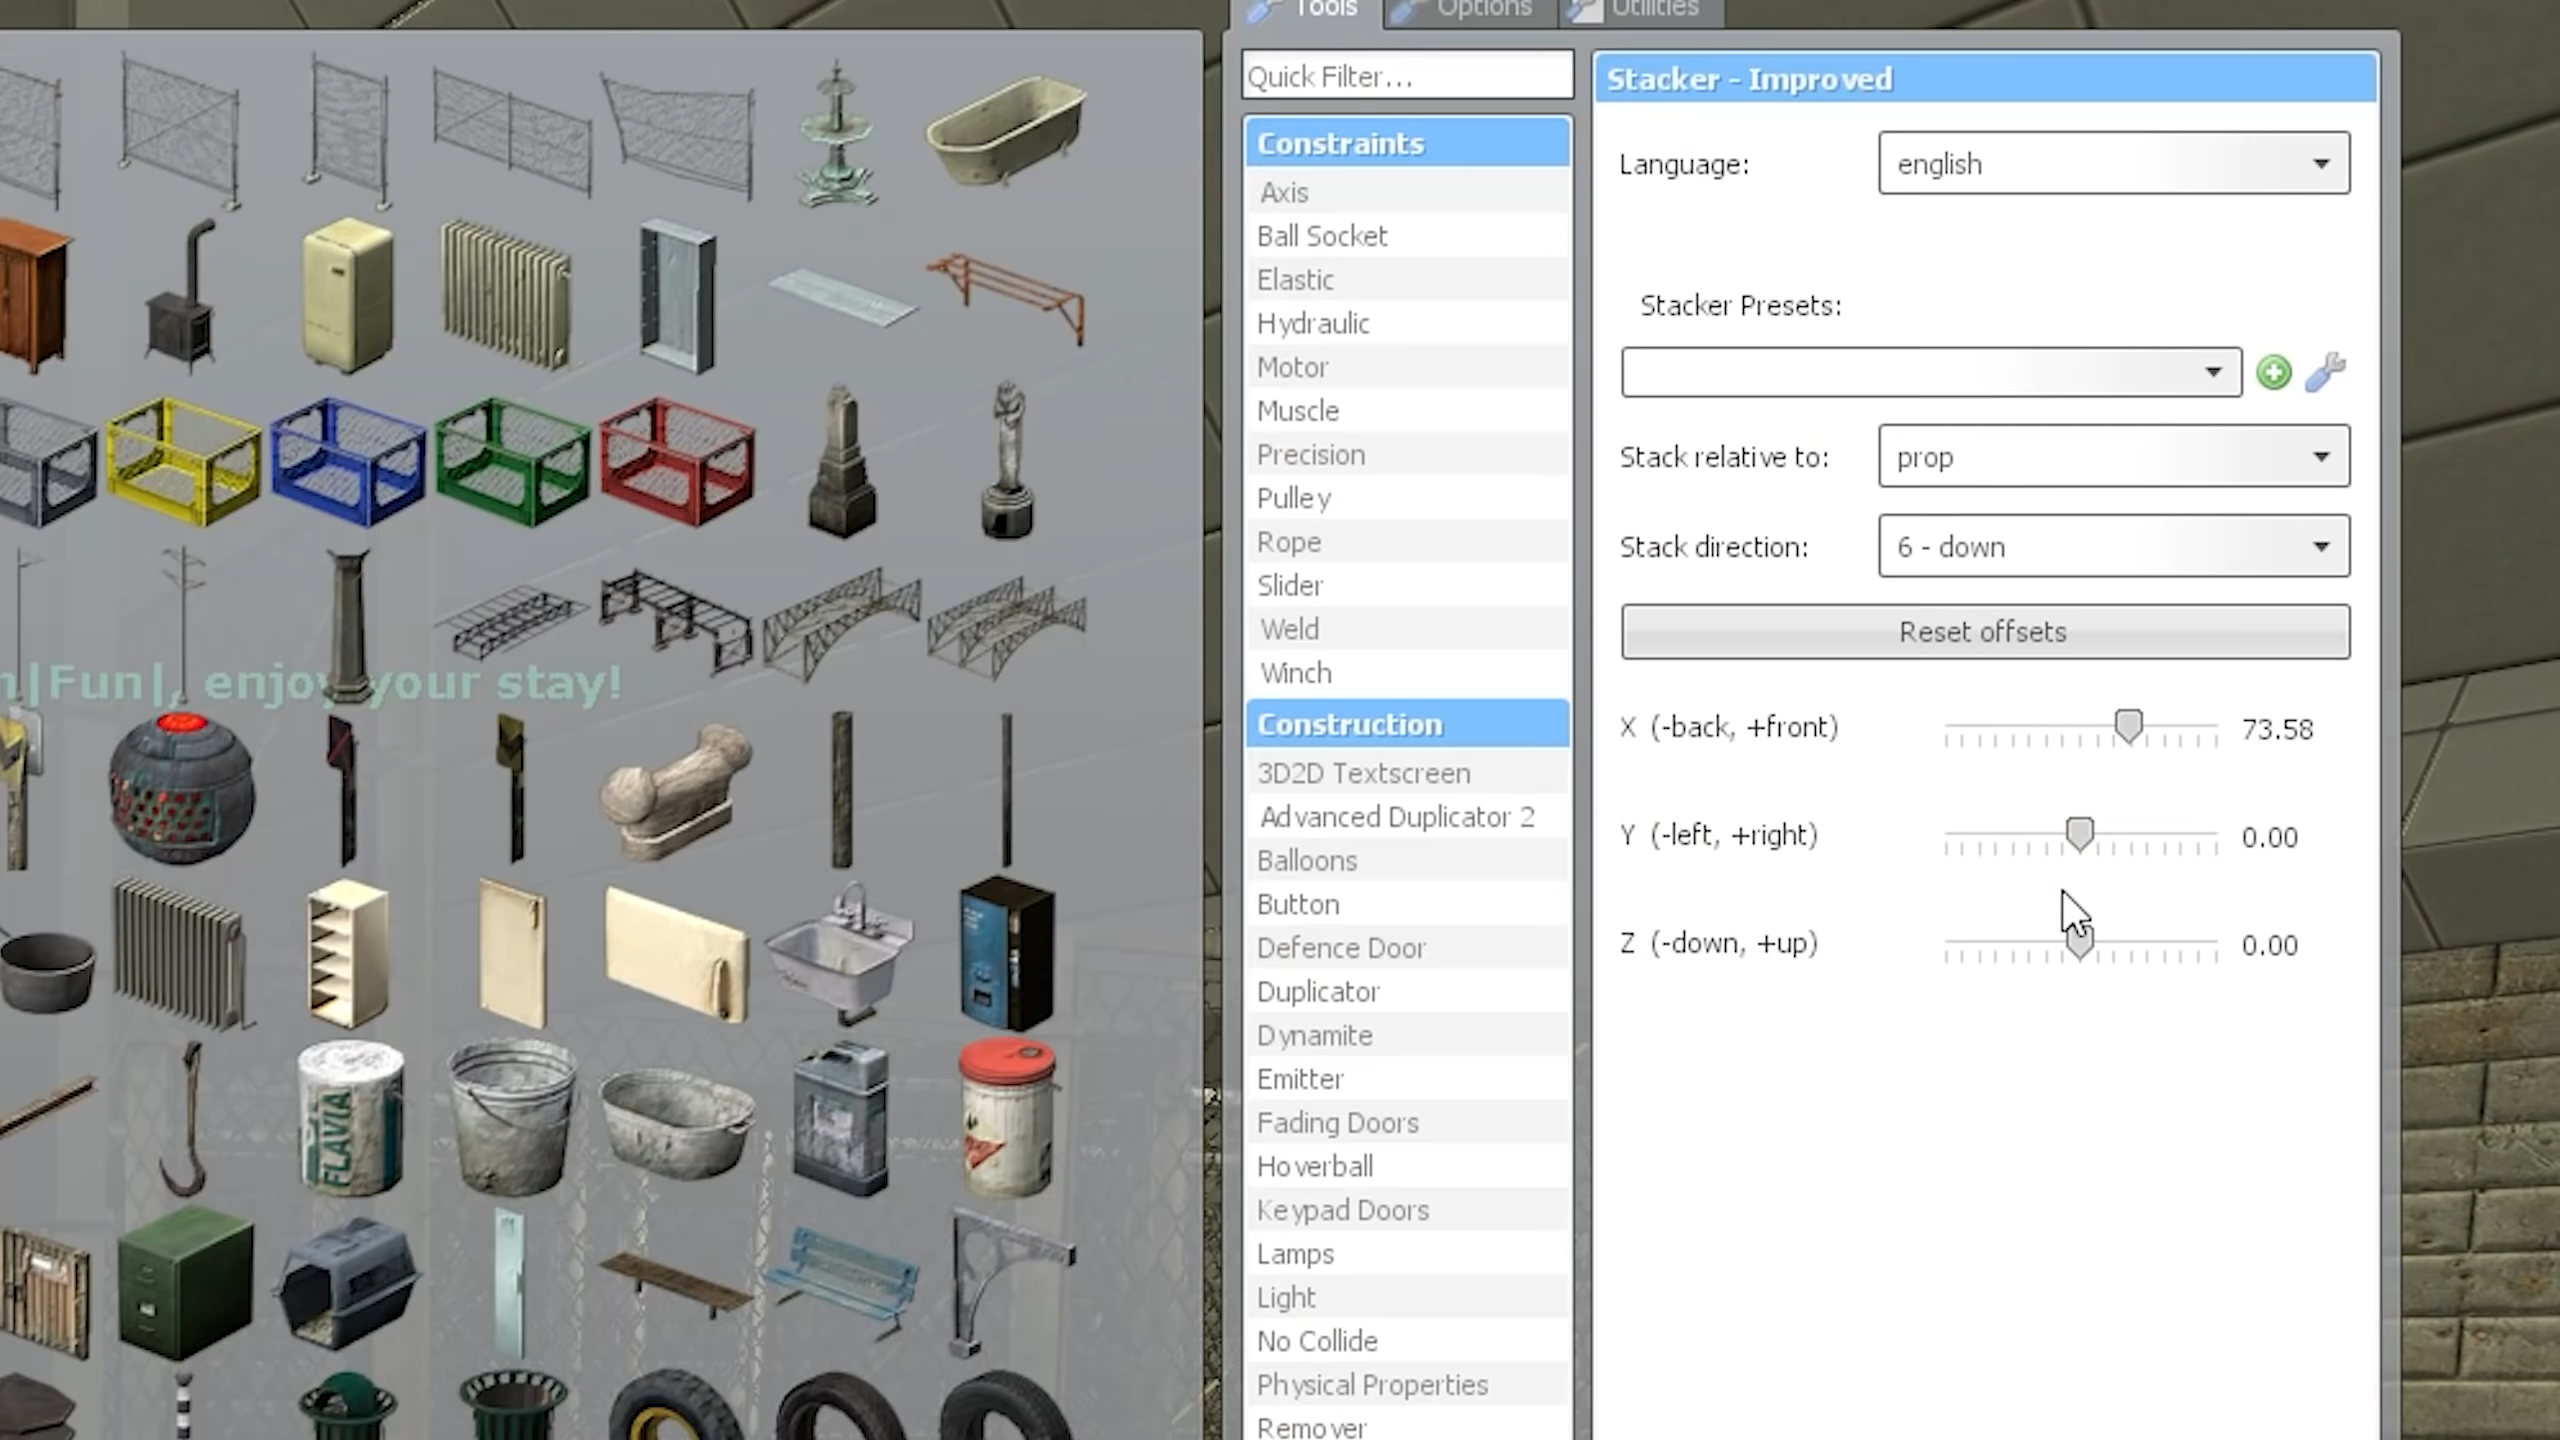 Tools Options Utilities
Quick Filter...
Constraints
Axis
Ball Socket
Elastic
Hydraulic
Motor
Muscle
Precision
Pulley
Rope
Slider
Weld
Winch
Construction
3D2D Textscreen
Advanced Duplicator 2
Balloons
Button
Defence Door
Duplicator
Dynamite
Emitter
Fading Doors
Hoverball
Keypad Doors
Lamps
Light
No Collide
Physical Properties
Remover
Stacker - Improved
Language: english
Stacker Presets:
Stack relative to: prop
Stack direction: 6 - down
Reset offsets
X (-back, +front) 73.58
Y (-left, +right) 0.00
Z (-down, +up) 0.00
|Fun|, enjoy your stay!
FLAVIA